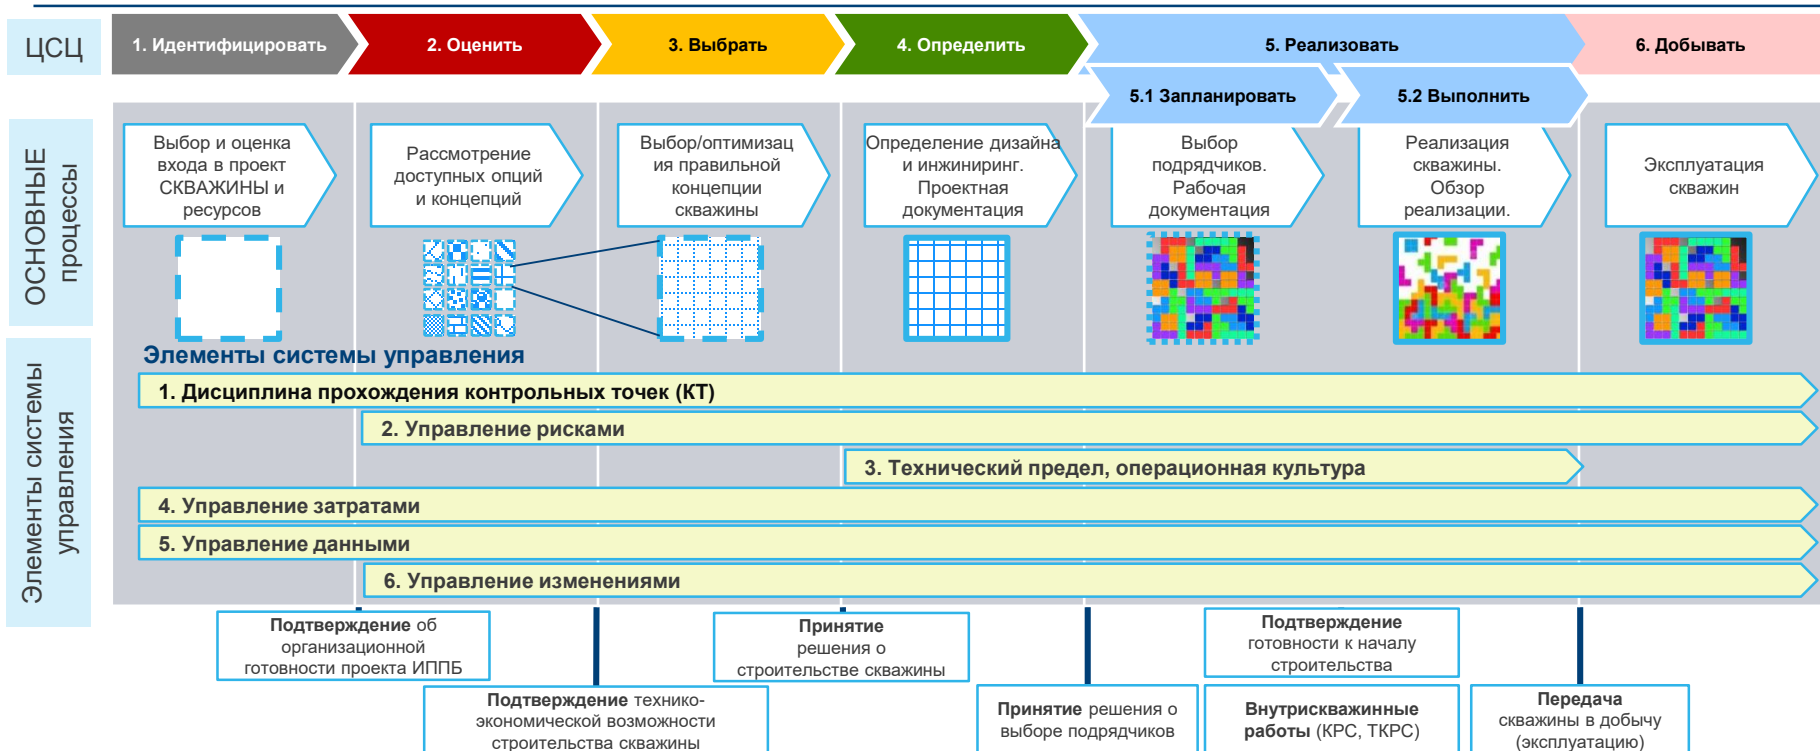 ЦСЦ
1. Идентифицировать
2. Оценить
3. Выбрать
4. Определить
5. Реализовать
6. Добывать
5.1 Запланировать
5.2 Выполнить
ОСНОВНЫЕ
процессы
Выбор и оценка
входа в проект
СКВАЖИНЫ и
ресурсов
Рассмотрение
доступных опций
и концепций
Выбор/оптимизац
ия правильной
концепции
скважины
Определение дизайна
и инжиниринг.
Проектная
документация
Выбор
подрядчиков.
Рабочая
документация
Реализация
скважины.
Обзор
реализации.
Эксплуатация
скважин
Элементы системы
управления
Элементы системы управления
1. Дисциплина прохождения контрольных точек (КТ)
2. Управление рисками
3. Технический предел, операционная культура
4. Управление затратами
5. Управление данными
6. Управление изменениями
Подтверждение об
организационной
готовности проекта ИППБ
Подтверждение технико-
экономической возможности
строительства скважины
Принятие
решения о
строительстве скважины
Принятие решения о
выборе подрядчиков
Подтверждение
готовности к началу
строительства
Внутрискважинные
работы (КРС, ТКРС)
Передача
скважины в добычу
(эксплуатацию)